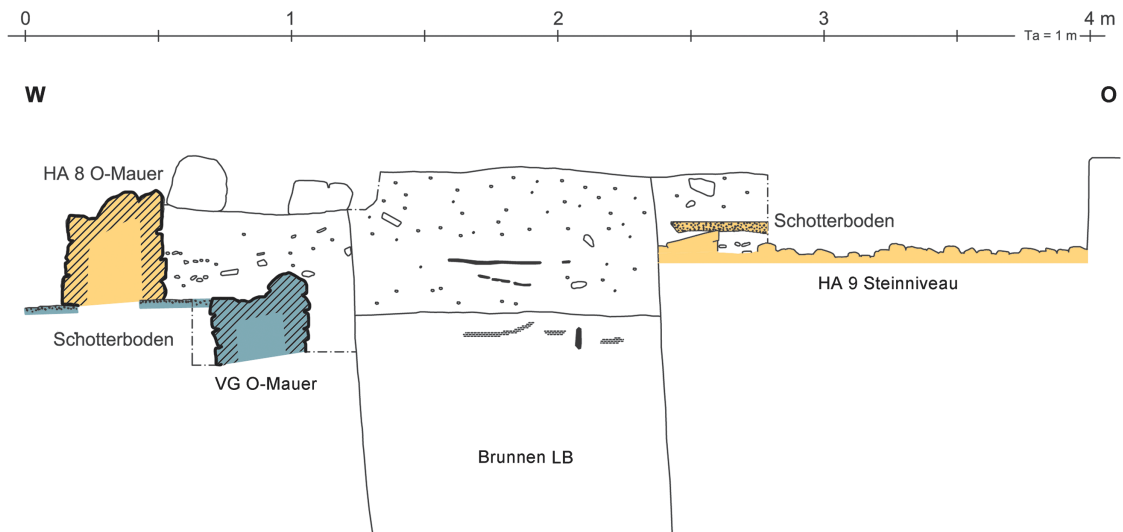 0 1 2 3 4 m
Ta = 1 m
W O
HA 8 O-Mauer
Schotterboden
HA 9 Steinniveau
Schotterboden
VG O-Mauer
Brunnen LB